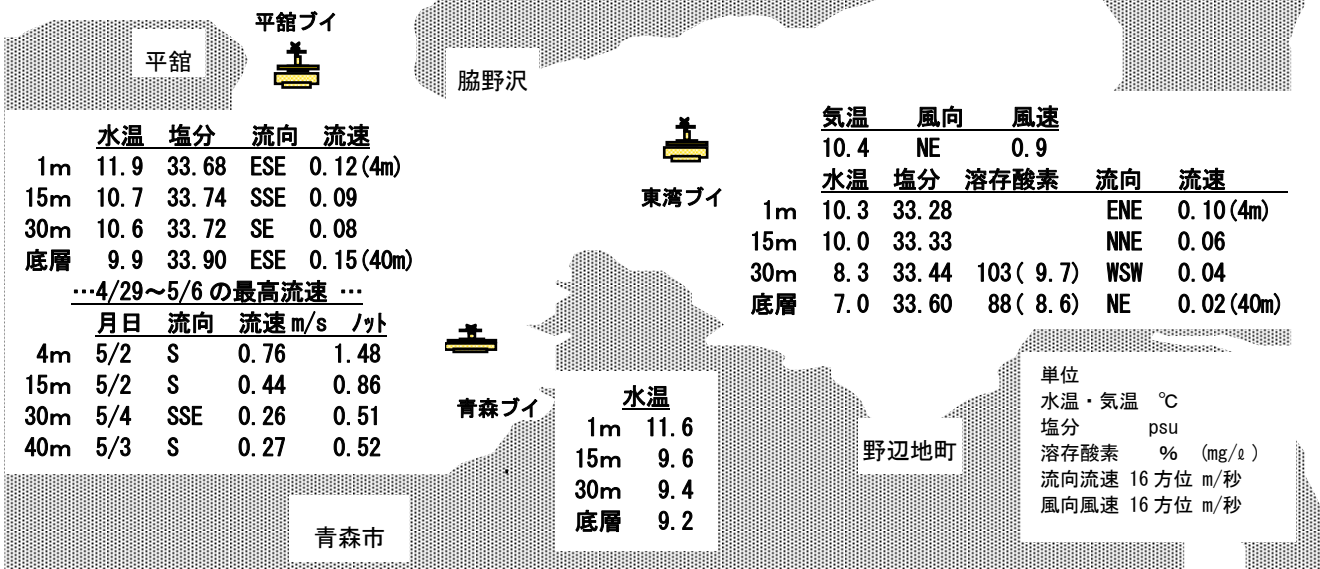 平舘ブイ
平舘
脇野沢
水温 塩分 流向 流速
1m 11.9 33.68 ESE 0.12(4m)
15m 10.7 33.74 SSE 0.09
30m 10.6 33.72 SE 0.08
底層 9.9 33.90 ESE 0.15(40m)
…4/29～5/6の最高流速 …
月日 流向 流速m/s ノット
4m 5/2 S 0.76 1.48
15m 5/2 S 0.44 0.86
30m 5/4 SSE 0.26 0.51
40m 5/3 S 0.27 0.52
東湾ブイ
気温 風向 風速
10.4 NE 0.9
水温 塩分 溶存酸素 流向 流速
1m 10.3 33.28 ENE 0.10(4m)
15m 10.0 33.33 NNE 0.06
30m 8.3 33.44 103( 9.7) WSW 0.04
底層 7.0 33.60 88( 8.6) NE 0.02(40m)
青森ブイ
水温
1m 11.6
15m 9.6
30m 9.4
底層 9.2
青森市
野辺地町
単位
水温・気温 ℃
塩分 psu
溶存酸素 % (mg/ℓ)
流向流速 16方位 m/秒
風向風速 16方位 m/秒